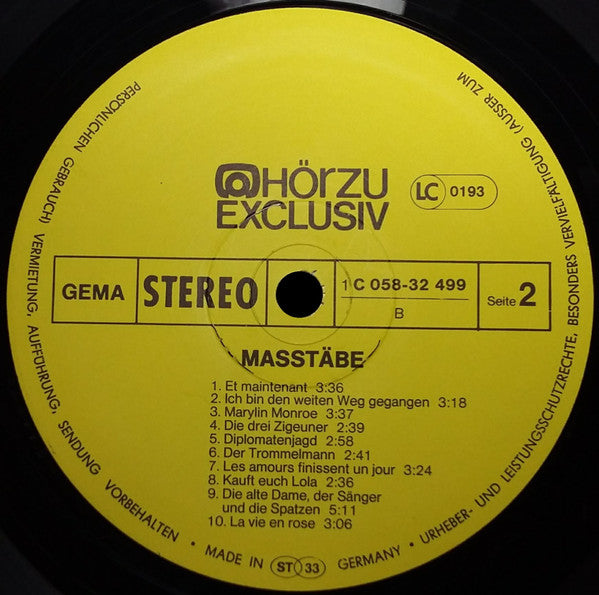 HÖRZU
EXCLUSIV
LC 0193
GEMA
STEREO
1C 058-32 499
B
Seite 2
MASSTÄBE
1. Et maintenant 3:36
2. Ich bin den weiten Weg gegangen 3:18
3. Marylin Monroe 3:37
4. Die drei Zigeuner 2:39
5. Diplomatenjagd 2:58
6. Der Trommelmann 2:41
7. Les amours finissent un jour 3:24
8. Kauft euch Lola 2:36
9. Die alte Dame, der Sänger
und die Spatzen 5:11
10. La vie en rose 3:06
MADE IN ST 33 GERMANY • URHEBER- UND LEISTUNGSSCHUTZRECHTE, BESONDERS VERVIELFÄLTIGUNG (AUSSER ZUM
PERSÖNLICHEN GEBRAUCH) VERMIETUNG, AUFFÜHRUNG, SENDUNG VORBEHALTEN •